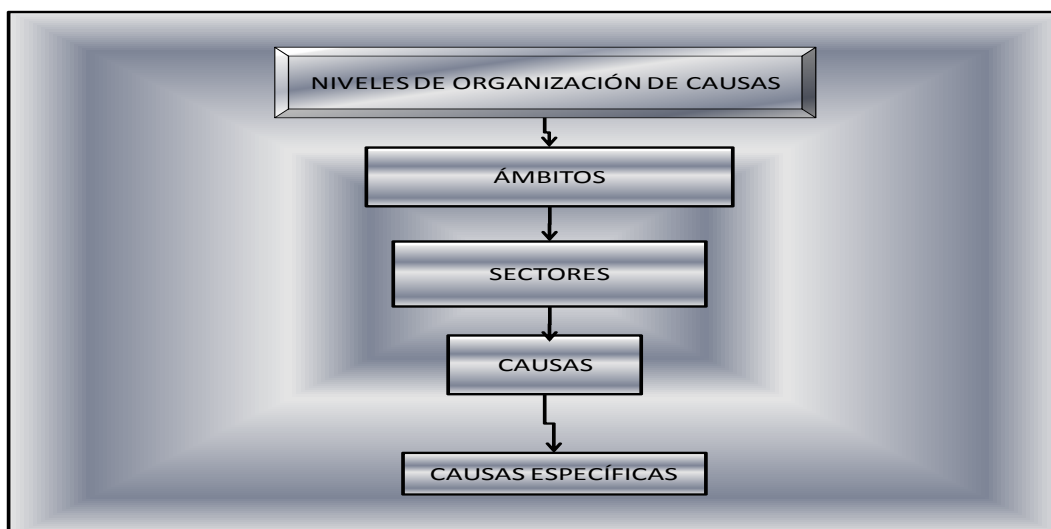 NIVELES DE ORGANIZACIÓN DE CAUSAS
ÁMBITOS
SECTORES
CAUSAS
CAUSAS ESPECÍFICAS